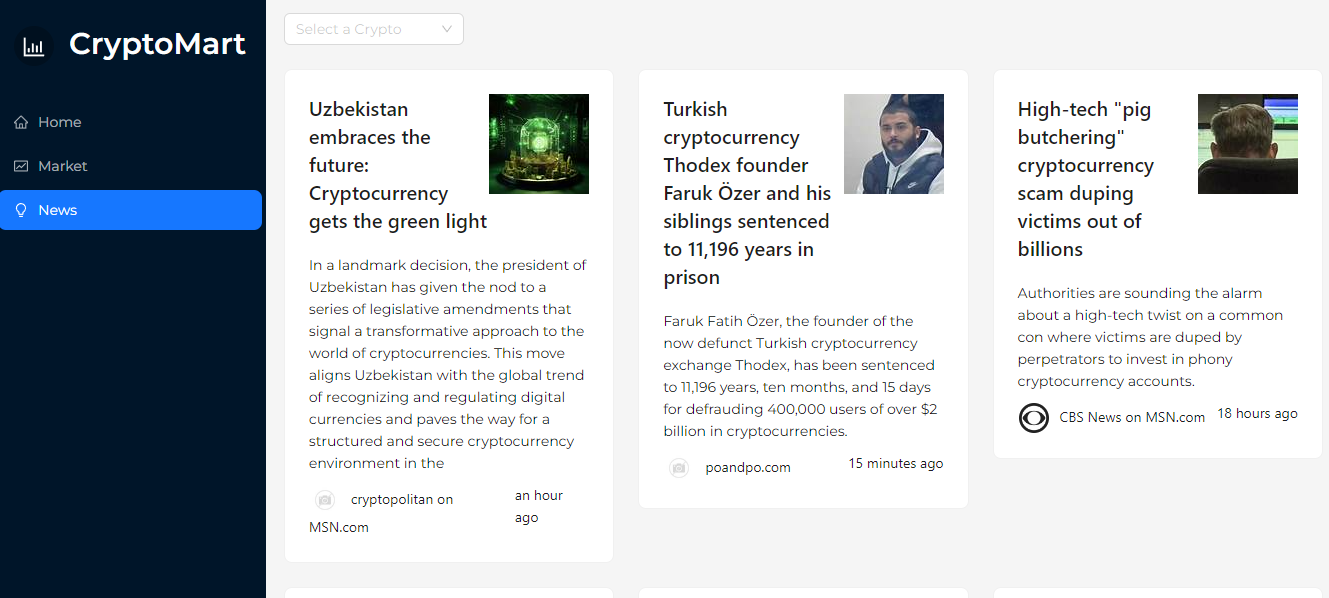 CryptoMart
Home
Market
News
Select a Crypto
Uzbekistan
embraces the
future:
Cryptocurrency
gets the green light
In a landmark decision, the president of
Uzbekistan has given the nod to a
series of legislative amendments that
signal a transformative approach to the
world of cryptocurrencies. This move
aligns Uzbekistan with the global trend
of recognizing and regulating digital
currencies and paves the way for a
structured and secure cryptocurrency
environment in the
cryptopolitan on
MSN.com
an hour
ago
Turkish
cryptocurrency
Thodex founder
Faruk Özer and his
siblings sentenced
to 11,196 years in
prison
Faruk Fatih Özer, the founder of the
now defunct Turkish cryptocurrency
exchange Thodex, has been sentenced
to 11,196 years, ten months, and 15 days
for defrauding 400,000 users of over $2
billion in cryptocurrencies.
poandpo.com
15 minutes ago
High-tech "pig
butchering"
cryptocurrency
scam duping
victims out of
billions
Authorities are sounding the alarm
about a high-tech twist on a common
con where victims are duped by
perpetrators to invest in phony
cryptocurrency accounts.
CBS News on MSN.com
18 hours ago